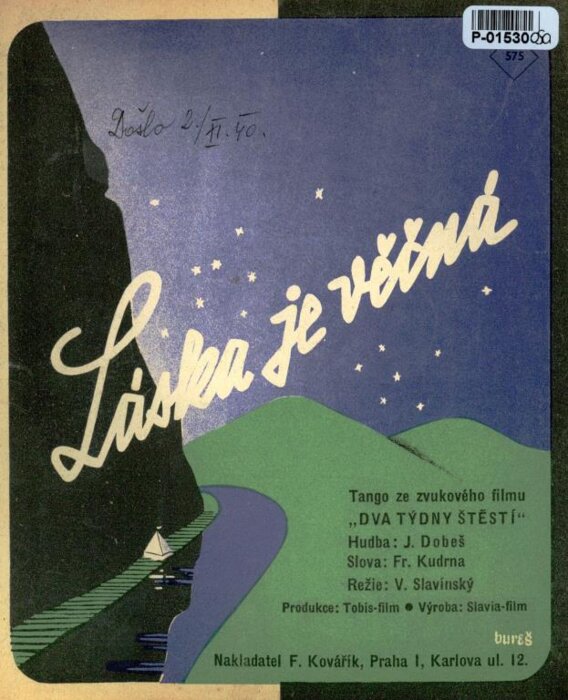 P-01530
575
Došlo 2./XI. 40.
Láska je věčná
Tango ze zvukového filmu
„DVA TÝDNY ŠTĚSTÍ"
Hudba: J. Dobeš
Slova: Fr. Kudrna
Režie: V. Slavínský
Produkce: Tobis-film ● Výroba: Slavia-film
bureš
Nakladatel F. Kovářík, Praha I, Karlova ul. 12.